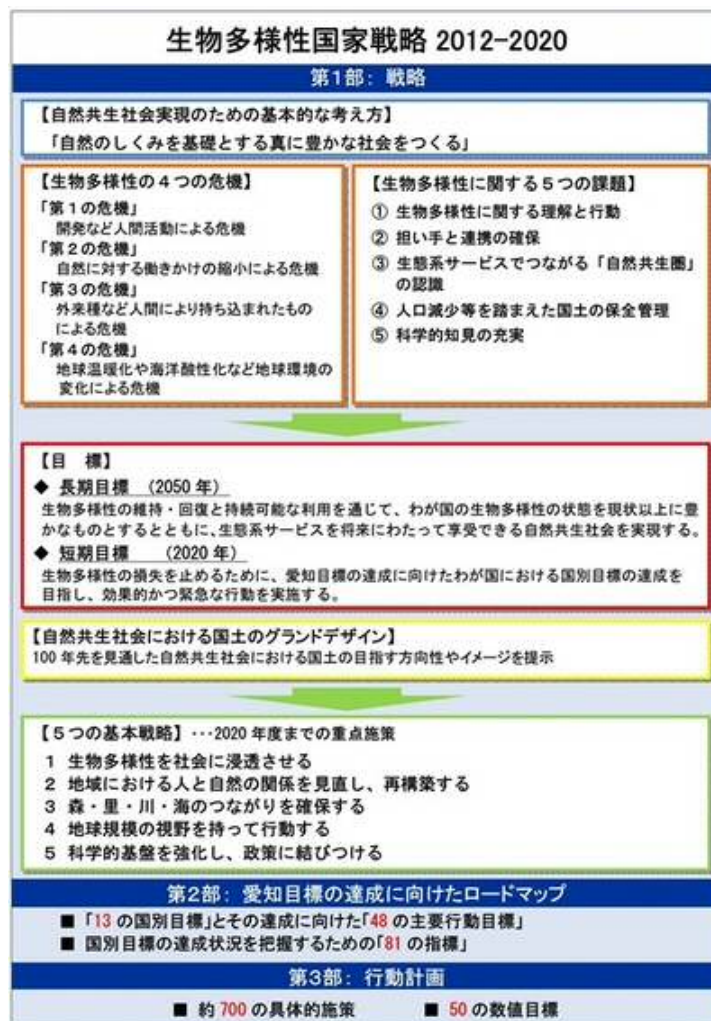 生物多様性国家戦略 2012-2020
第1部: 戦略
【自然共生社会実現のための基本的な考え方】
「自然のしくみを基礎とする真に豊かな社会をつくる」
【生物多様性の4つの危機】
「第1の危機」
開発など人間活動による危機
「第2の危機」
自然に対する働きかけの縮小による危機
「第3の危機」
外来種など人間により持ち込まれたもの
による危機
「第4の危機」
地球温暖化や海洋酸性化など地球環境の
変化による危機
【生物多様性に関する5つの課題】
① 生物多様性に関する理解と行動
② 担い手と連携の確保
③ 生態系サービスでつながる「自然共生圏」
の認識
④ 人口減少等を踏まえた国土の保全管理
⑤ 科学的知見の充実
【目 標】
◆ 長期目標 (2050年)
生物多様性の維持・回復と持続可能な利用を通じて、わが国の生物多様性の状態を現状以上に豊
かなものとするとともに、生態系サービスを将来にわたって享受できる自然共生社会を実現する。
◆ 短期目標 (2020年)
生物多様性の損失を止めるために、愛知目標の達成に向けたわが国における国別目標の達成を
目指し、効果的かつ緊急な行動を実施する。
【自然共生社会における国土のグランドデザイン】
100年先を見通した自然共生社会における国土の目指す方向性やイメージを提示
【5つの基本戦略】···2020年度までの重点施策
1 生物多様性を社会に浸透させる
2 地域における人と自然の関係を見直し、再構築する
3 森・里・川・海のつながりを確保する
4 地球規模の視野を持って行動する
5 科学的基盤を強化し、政策に結びつける
第2部: 愛知目標の達成に向けたロードマップ
■ 「13の国別目標」とその達成に向けた「48の主要行動目標」
■ 国別目標の達成状況を把握するための「81の指標」
第3部: 行動計画
■ 約700の具体的施策 ■ 50の数値目標